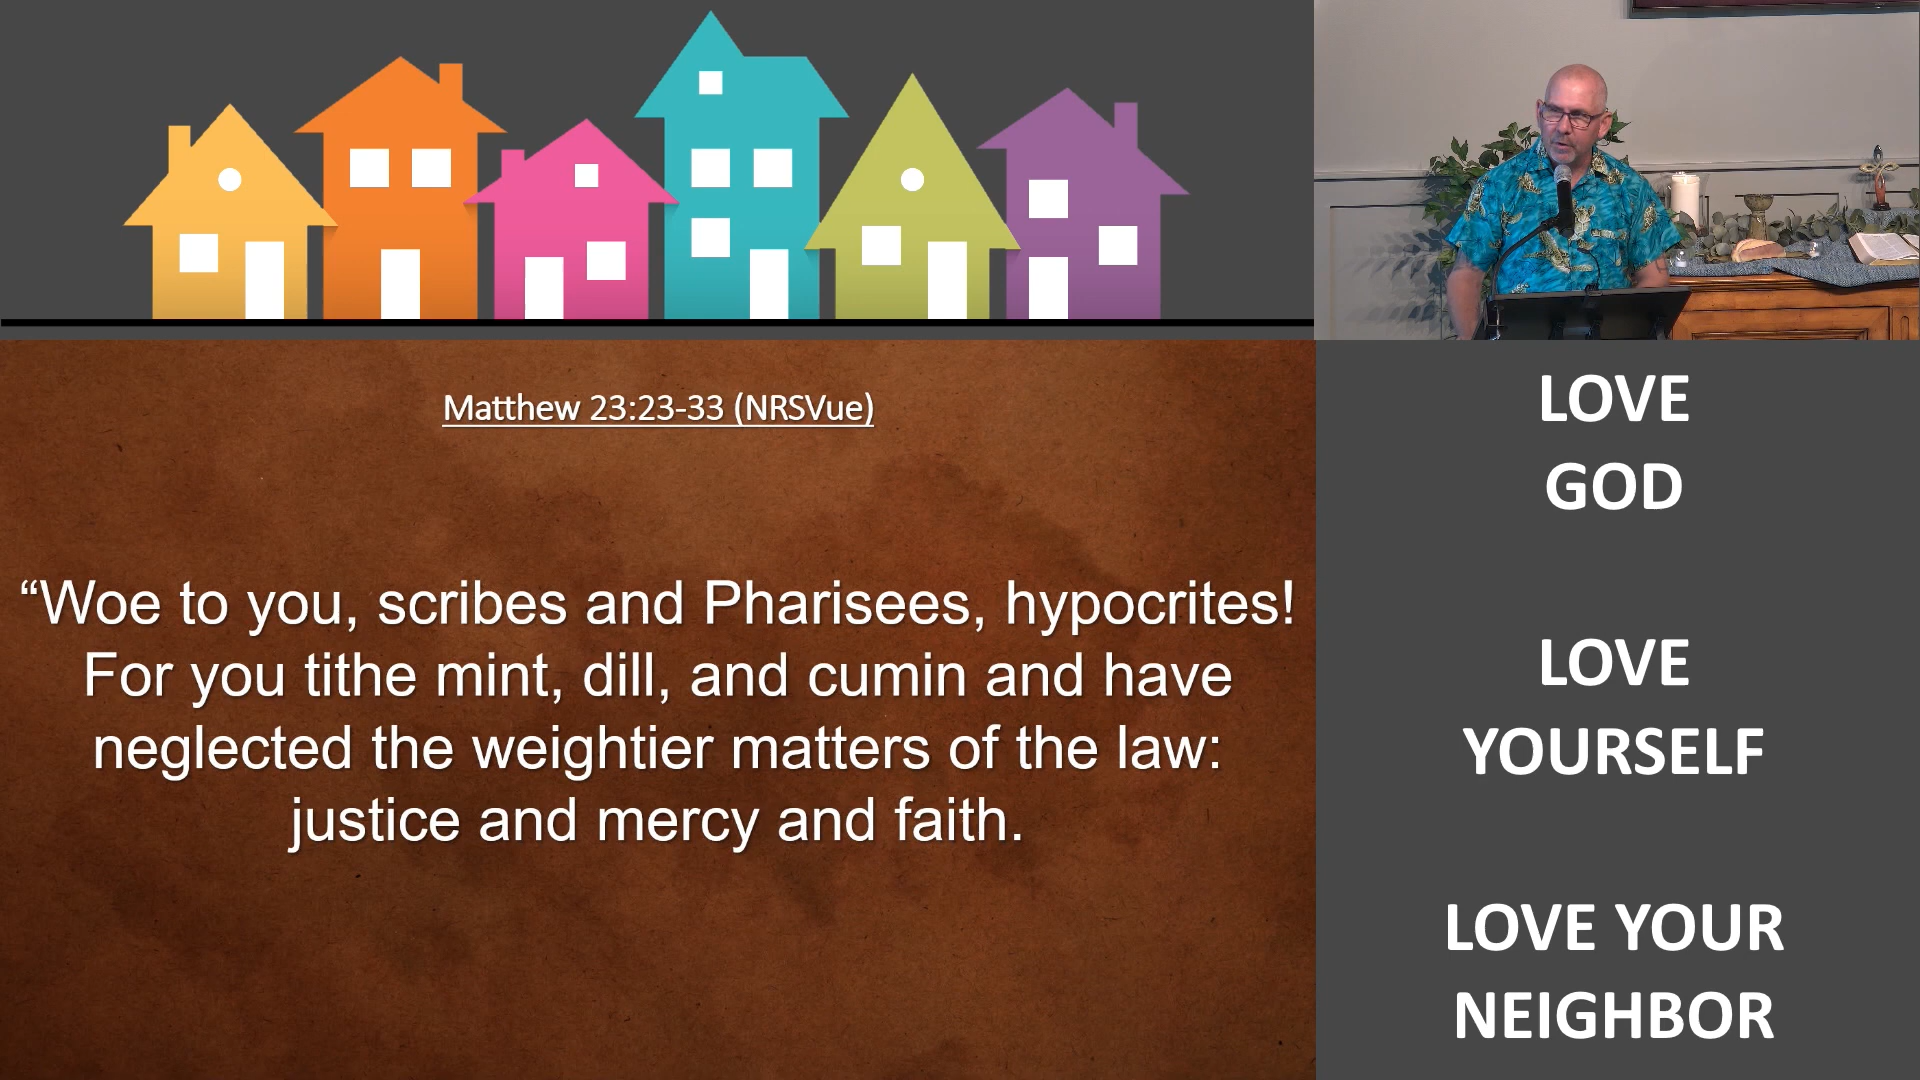 Matthew 23:23-33 (NRSVue)
“Woe to you, scribes and Pharisees, hypocrites!
For you tithe mint, dill, and cumin and have
neglected the weightier matters of the law:
justice and mercy and faith.
LOVE
GOD
LOVE
YOURSELF
LOVE YOUR
NEIGHBOR